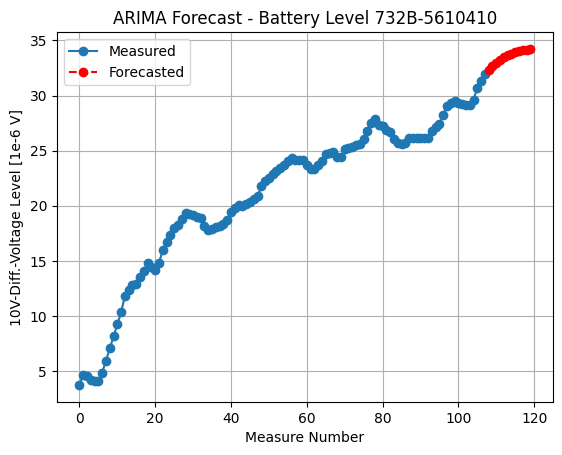 ARIMA Forecast - Battery Level 732B-5610410
Measured
Forecasted
10V-Diff.-Voltage Level [1e-6 V]
35
30
25
20
15
10
5
0 20 40 60 80 100 120
Measure Number